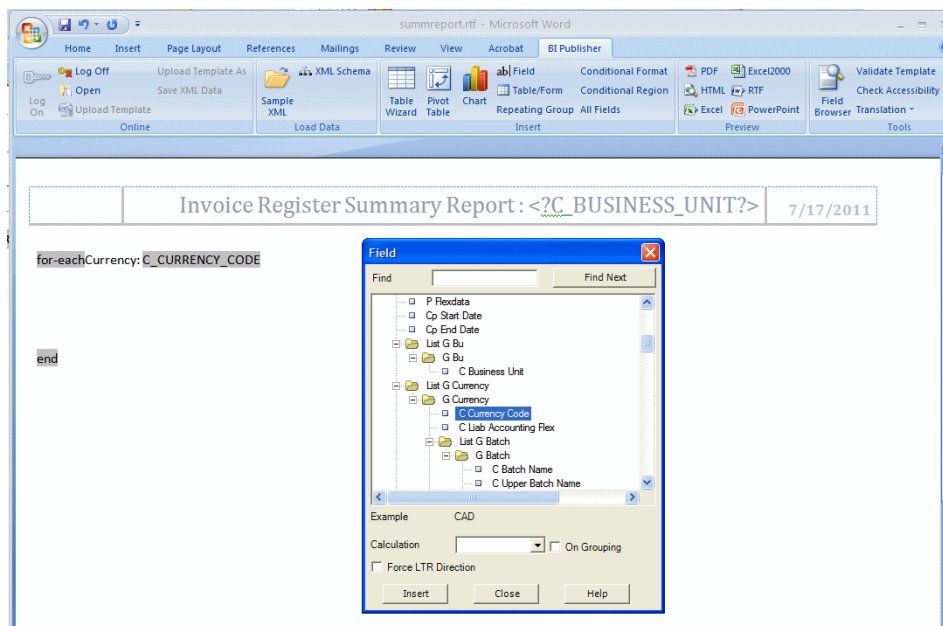 summreport.rtf - Microsoft Word
Home Insert Page Layout References Mailings Review View Acrobat BI Publisher
Log On
Log Off
Open
Upload Template
Upload Template As
Save XML Data
Online
Sample XML
XML Schema
Load Data
Table Wizard
Pivot Table
Chart
ab| Field
Table/Form
Repeating Group
Conditional Format
Conditional Region
All Fields
Insert
PDF
HTML
Excel
Excel2000
RTF
PowerPoint
Preview
Field Browser
Validate Template
Check Accessibility
Translation
Tools
Invoice Register Summary Report : <?C_BUSINESS_UNIT?>
7/17/2011
for-eachCurrency: C_CURRENCY_CODE
end
Field
Find
Find Next
P Flexdata
Cp Start Date
Cp End Date
List G Bu
G Bu
C Business Unit
List G Currency
G Currency
C Currency Code
C Liab Accounting Flex
List G Batch
G Batch
C Batch Name
C Upper Batch Name
Example CAD
Calculation
On Grouping
Force LTR Direction
Insert Close Help